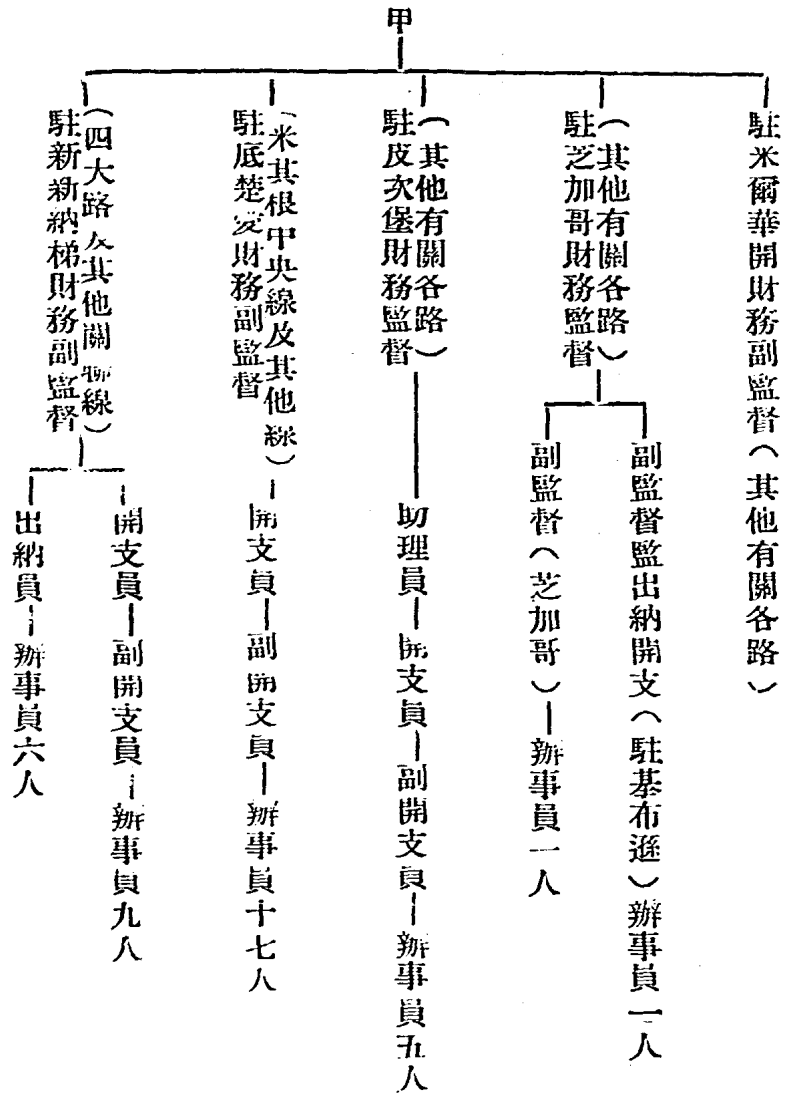 甲
駐米爾華開財務副監督（其他有關各路）
（其他有關各路）
駐芝加哥財務監督
副監督監出納開支（駐基布遜）辦事員一人
副監督（芝加哥）—辦事員一人
（其他有關各路）
駐皮次堡財務監督
助理員—開支員—副開支員—辦事員五人
（米其根中央線及其他線）
駐底楚愛財務副監督
開支員—副開支員—辦事員十七人
（四大路及其他關聯線）
駐新新納梯財務副監督
開支員—副開支員—辦事員九人
出納員—辦事員六人